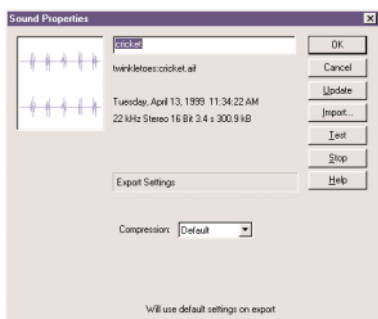 Sound Properties
cricket
twinkletoes:cricket.aif
Tuesday, April 13, 1999 11:34:22 AM
22 kHz Stereo 16 Bit 3.4 s 300.9 kB
OK
Cancel
Update
Import...
Test
Stop
Help
Export Settings
Compression: Default
Will use default settings on export